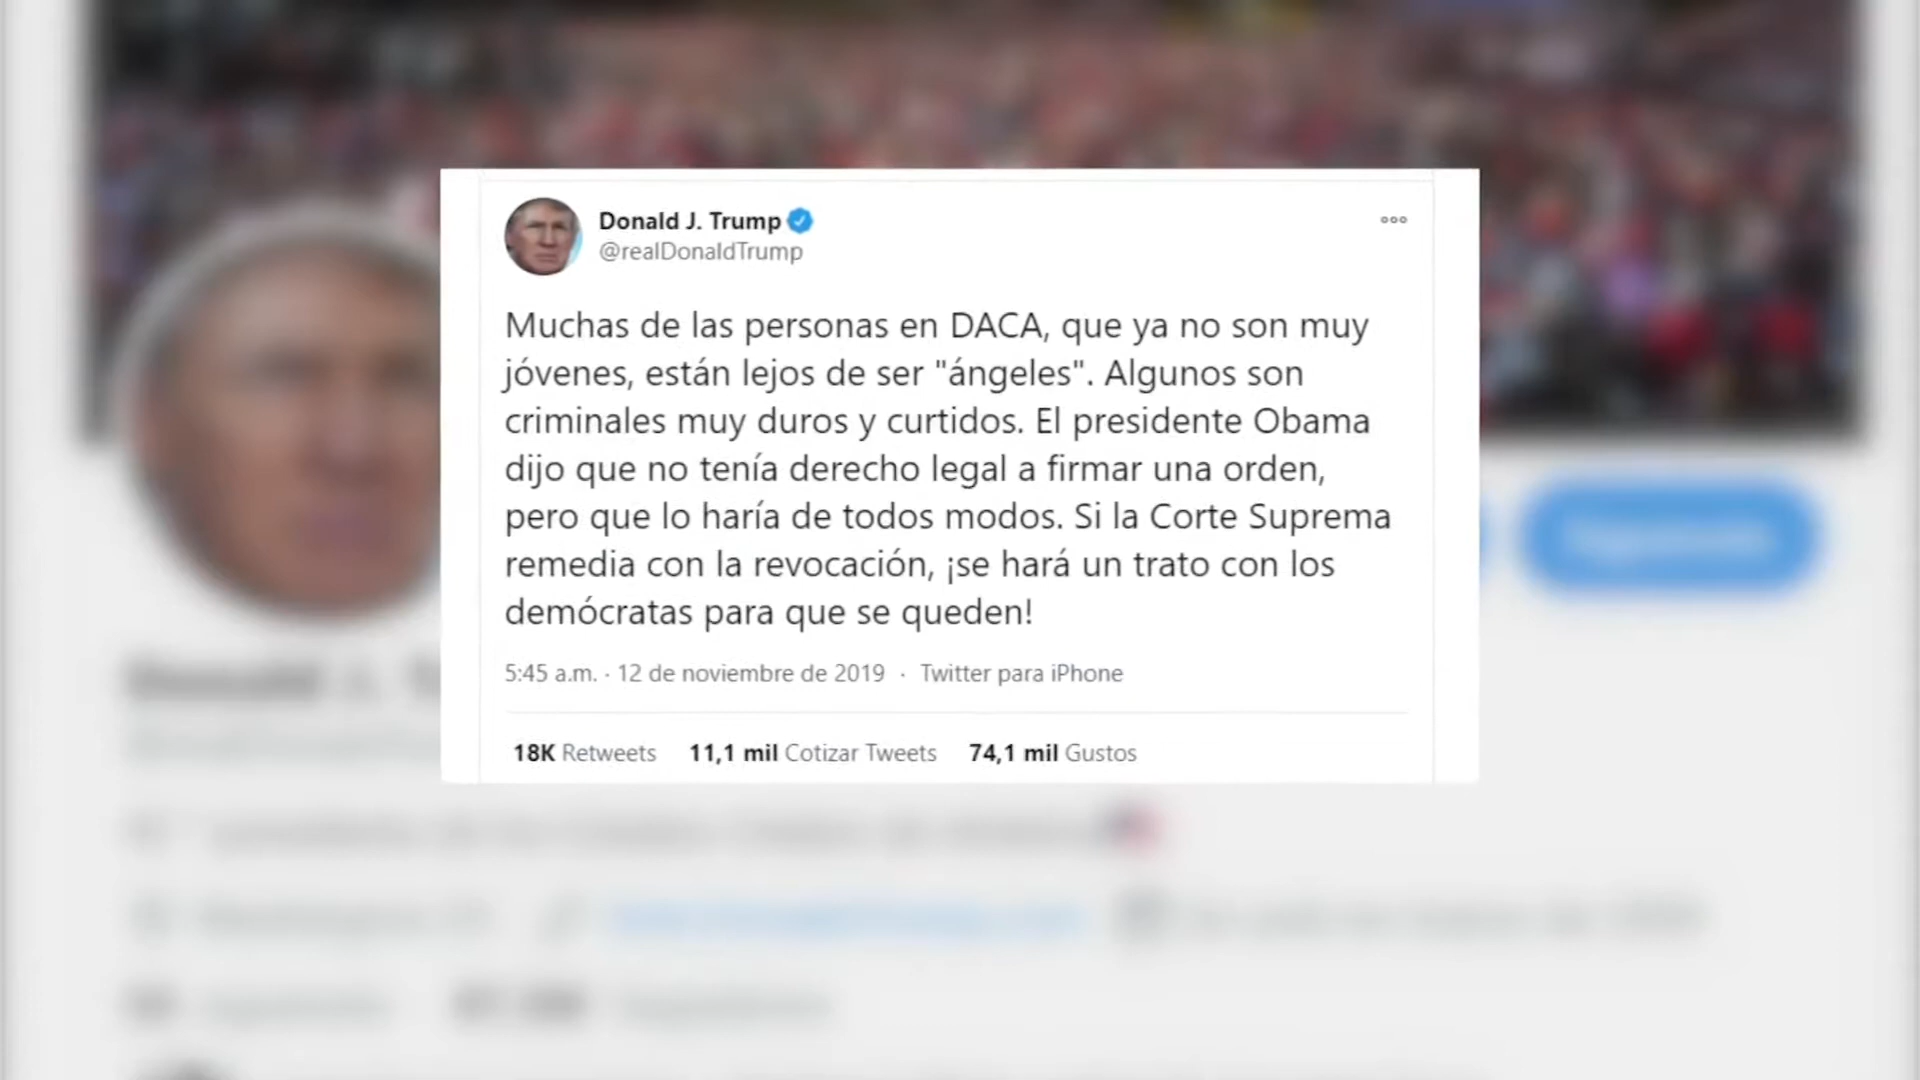 Donald J. Trump
@realDonaldTrump
Muchas de las personas en DACA, que ya no son muy
jóvenes, están lejos de ser "ángeles". Algunos son
criminales muy duros y curtidos. El presidente Obama
dijo que no tenía derecho legal a firmar una orden,
pero que lo haría de todos modos. Si la Corte Suprema
remedia con la revocación, ¡se hará un trato con los
demócratas para que se queden!
5:45 a.m. · 12 de noviembre de 2019 · Twitter para iPhone
18K Retweets 11,1 mil Cotizar Tweets 74,1 mil Gustos